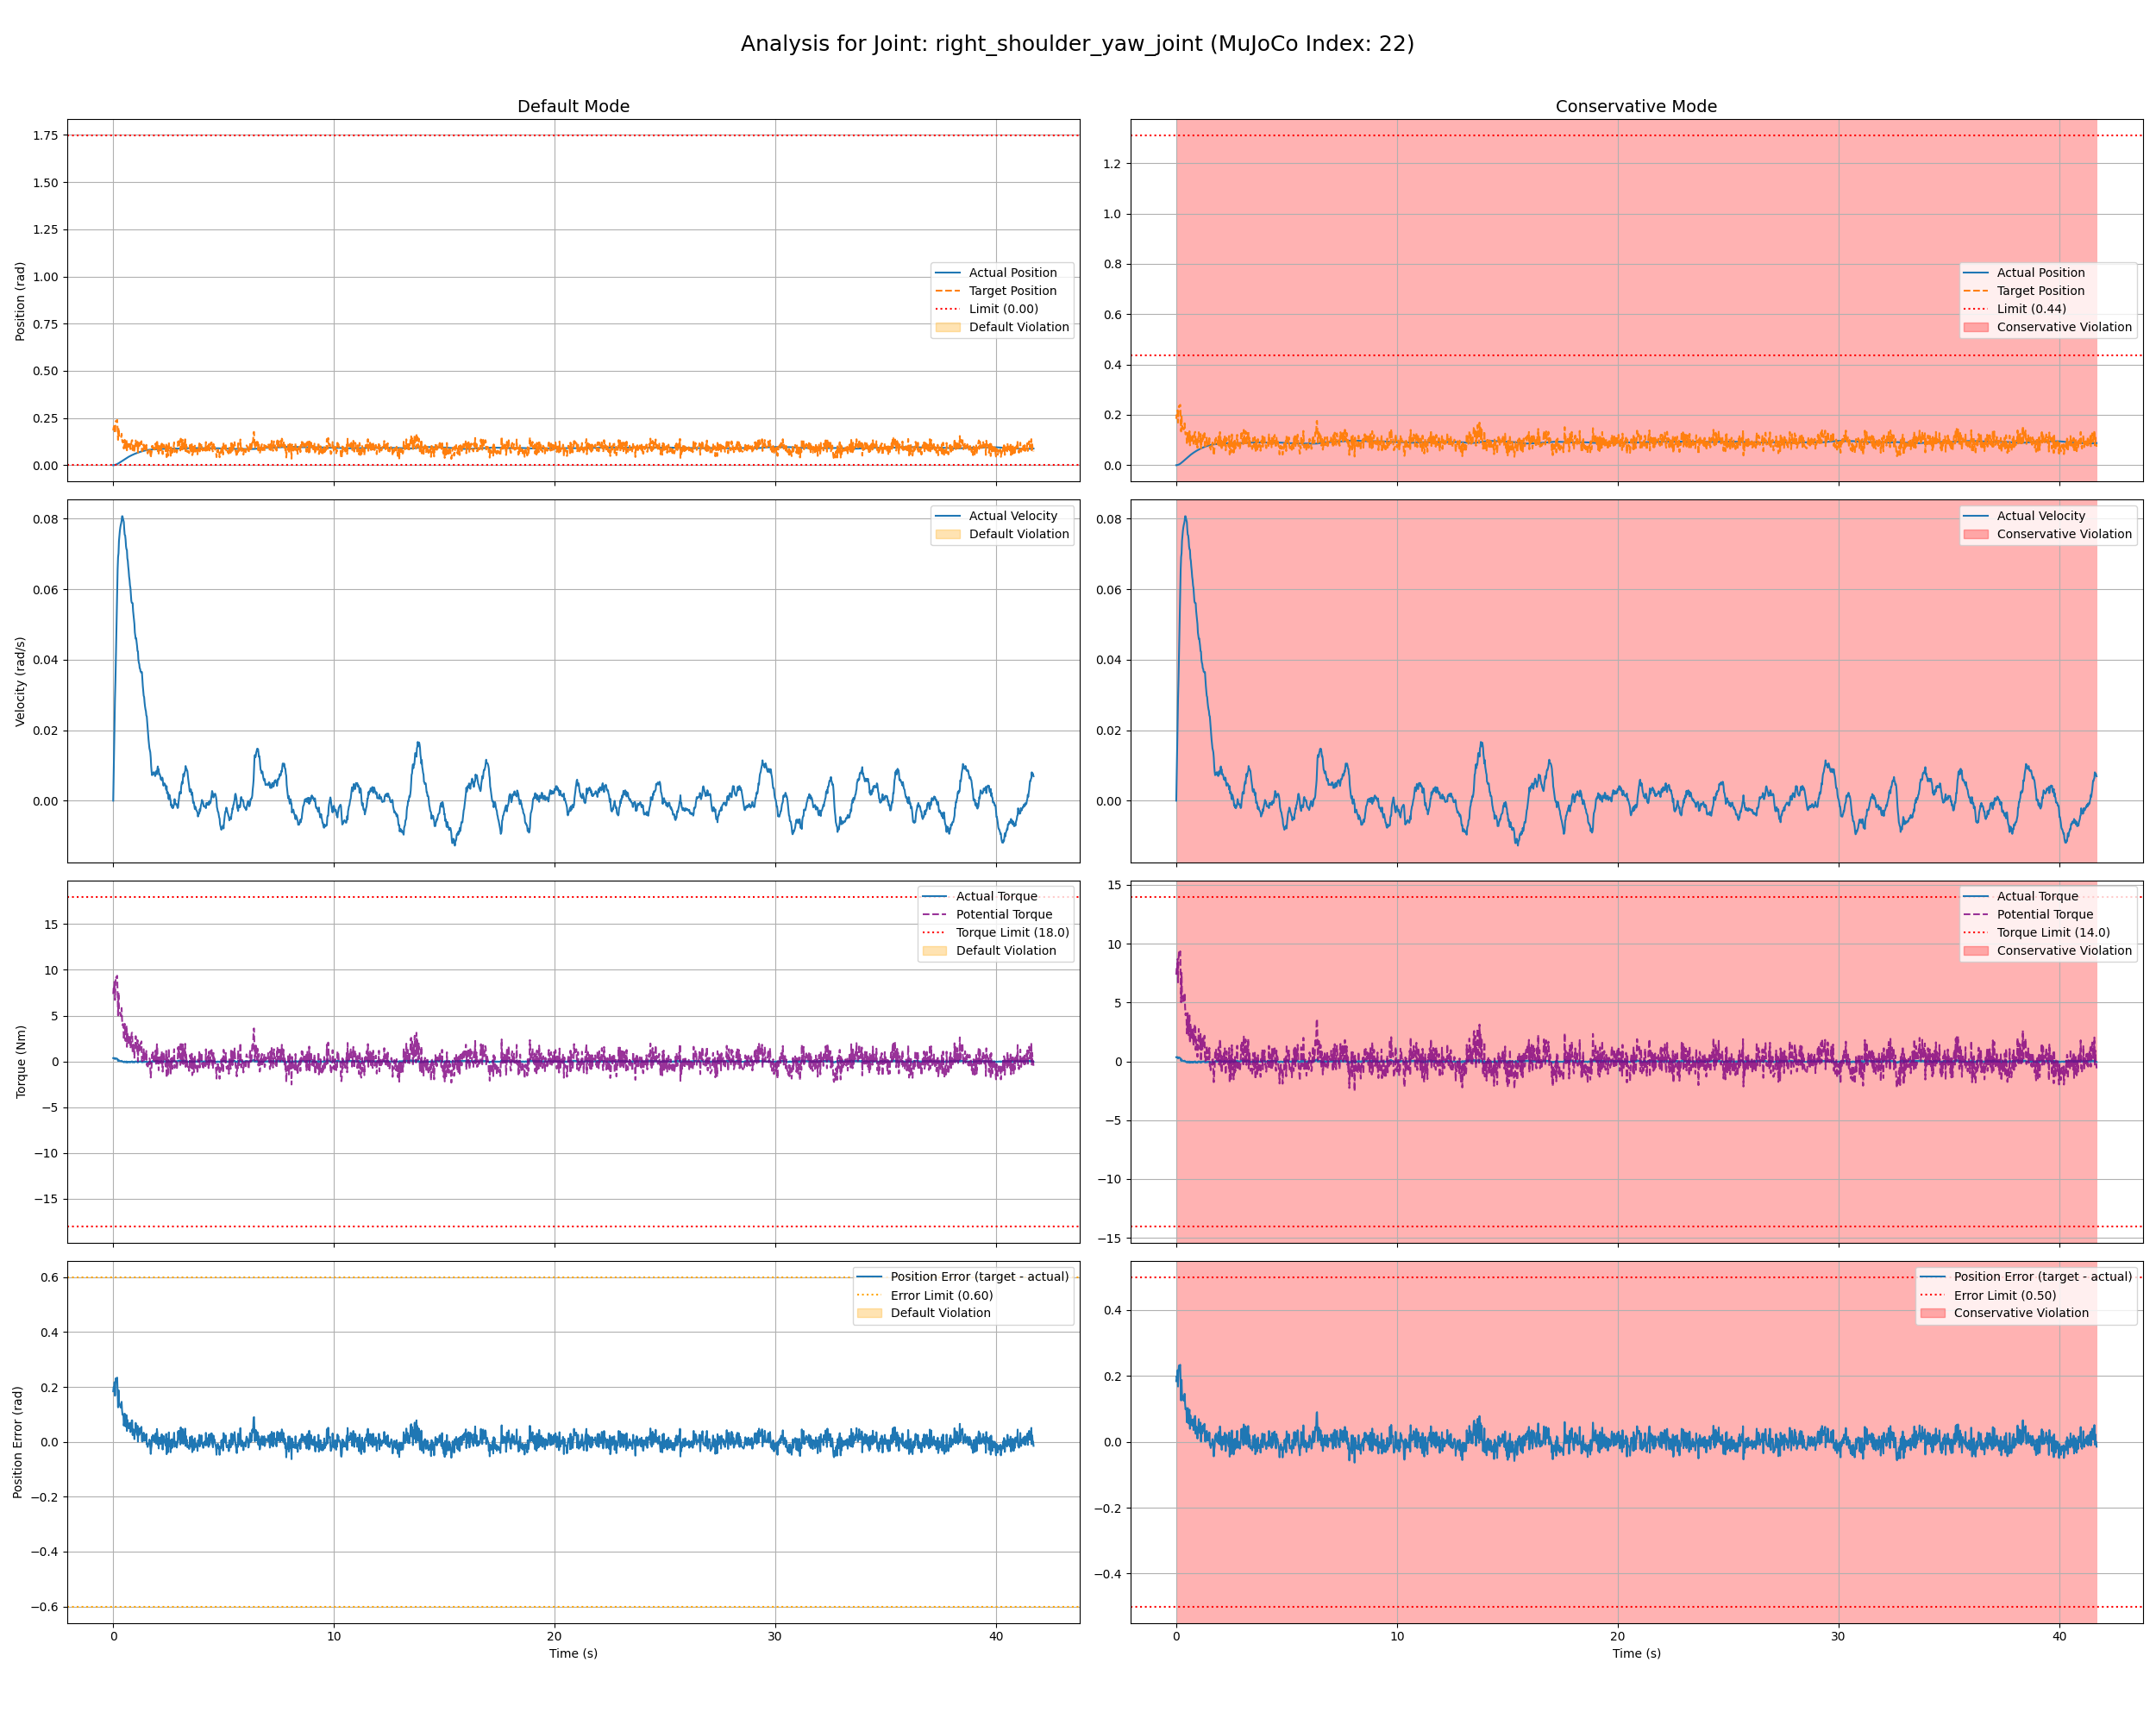 Analysis for Joint: right_shoulder_yaw_joint (MuJoCo Index: 22)
Default Mode
Conservative Mode
Position (rad)
1.75
1.50
1.25
1.00
0.75
0.50
0.25
0.00
Actual Position
Target Position
Limit (0.00)
Default Violation
1.2
1.0
0.8
0.6
0.4
0.2
0.0
Actual Position
Target Position
Limit (0.44)
Conservative Violation
Velocity (rad/s)
0.08
0.06
0.04
0.02
0.00
Actual Velocity
Default Violation
0.08
0.06
0.04
0.02
0.00
Actual Velocity
Conservative Violation
Torque (Nm)
15
10
5
0
−5
−10
−15
Actual Torque
Potential Torque
Torque Limit (18.0)
Default Violation
15
10
5
0
−5
−10
−15
Actual Torque
Potential Torque
Torque Limit (14.0)
Conservative Violation
Position Error (rad)
0.6
0.4
0.2
0.0
−0.2
−0.4
−0.6
Position Error (target - actual)
Error Limit (0.60)
Default Violation
0 10 20 30 40
Time (s)
0.4
0.2
0.0
−0.2
−0.4
Position Error (target - actual)
Error Limit (0.50)
Conservative Violation
0 10 20 30 40
Time (s)